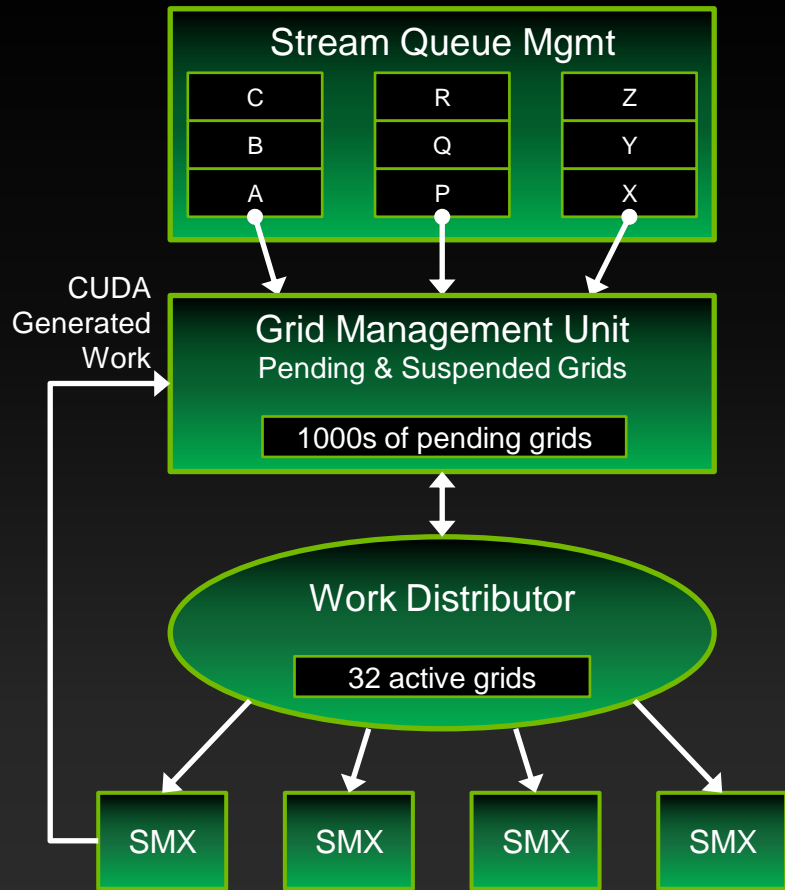 Stream Queue Mgmt
C
R
Z
B
Q
Y
A
P
X
CUDA
Generated
Work
Grid Management Unit
Pending & Suspended Grids
1000s of pending grids
Work Distributor
32 active grids
SMX
SMX
SMX
SMX